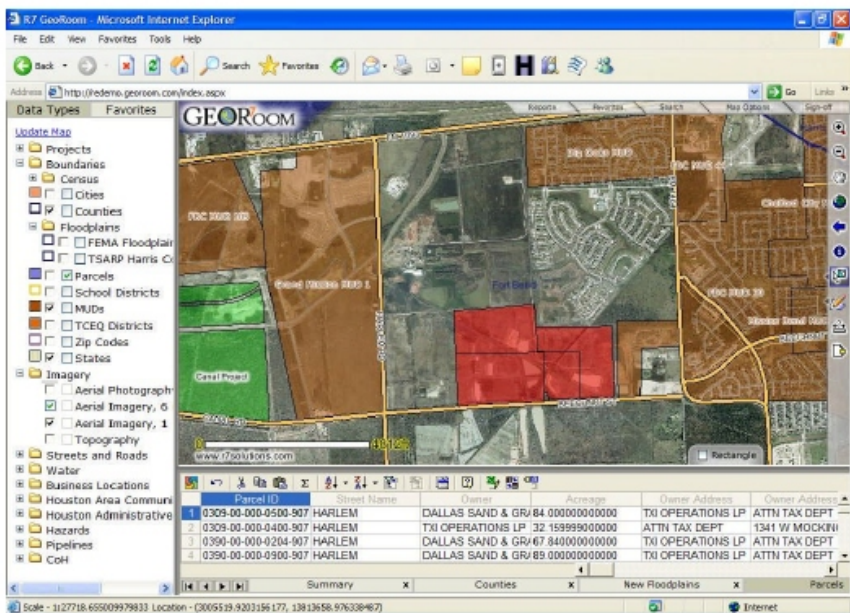 R7 GeoRoom - Microsoft Internet Explorer
File Edit View Favorites Tools Help
Back Search Favorites
Address http://redemo.georoom.com/index.aspx Go Links
Data Types Favorites
GEOROOM
Reports Favorites Search Map Options Sign-off
Update Map
Projects
Boundaries
Census
Cities
Counties
Floodplains
FEMA Floodplair
TSARP Harris Cc
Parcels
School Districts
MUDs
TCEQ Districts
Zip Codes
States
Imagery
Aerial Photograph
Aerial Imagery, 6
Aerial Imagery, 1
Topography
Streets and Roads
Water
Business Locations
Houston Area Communi
Houston Administrative
Hazards
Pipelines
CoH
Grand Mission MUD 1
Fort Bend
Canal Project
www.r7solutions.com
Rectangle
Parcel ID Street Name Owner Acreage Owner Address Owner Address
1 0309-00-000-0500-907 HARLEM DALLAS SAND & GRA 84.000000000000 TXI OPERATIONS LP ATTN TAX DEPT
2 0309-00-000-0400-907 HARLEM TXI OPERATIONS LP 32.159999000000 ATTN TAX DEPT 1341 W MOCKINI
3 0390-00-000-0204-907 HARLEM DALLAS SAND & GRA 67.840000000000 TXI OPERATIONS LP ATTN TAX DEPT
4 0390-00-000-0900-907 HARLEM DALLAS SAND & GRA 89.000000000000 TXI OPERATIONS LP ATTN TAX DEPT
Summary x Counties x New Floodplains x Parcels
Scale - 1:27718.655009979833 Location - (3005519.9203156177, 13813658.976338487) Internet